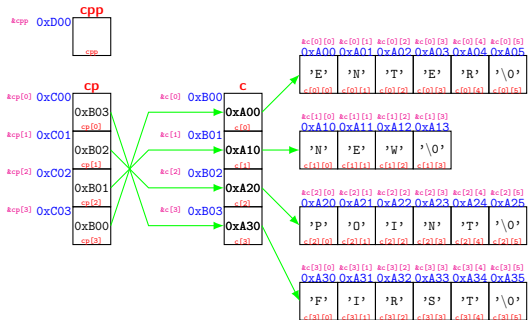 cpp
&cpp 0xD00
cpp
cp
&cp[0] 0xC00
0xB03
cp[0]
&cp[1] 0xC01
0xB02
cp[1]
&cp[2] 0xC02
0xB01
cp[2]
&cp[3] 0xC03
0xB00
cp[3]
c
&c[0] 0xB00
0xA00
c[0]
&c[1] 0xB01
0xA10
c[1]
&c[2] 0xB02
0xA20
c[2]
&c[3] 0xB03
0xA30
c[3]
&c[0][0] &c[0][1] &c[0][2] &c[0][3] &c[0][4] &c[0][5]
0xA00 0xA01 0xA02 0xA03 0xA04 0xA05
'E' 'N' 'T' 'E' 'R' '\0'
c[0][0] c[0][1] c[0][2] c[0][3] c[0][4] c[0][5]
&c[1][0] &c[1][1] &c[1][2] &c[1][3]
0xA10 0xA11 0xA12 0xA13
'N' 'E' 'W' '\0'
c[1][0] c[1][1] c[1][2] c[1][3]
&c[2][0] &c[2][1] &c[2][2] &c[2][3] &c[2][4] &c[2][5]
0xA20 0xA21 0xA22 0xA23 0xA24 0xA25
'P' 'O' 'I' 'N' 'T' '\0'
c[2][0] c[2][1] c[2][2] c[2][3] c[2][4] c[2][5]
&c[3][0] &c[3][1] &c[3][2] &c[3][3] &c[3][4] &c[3][5]
0xA30 0xA31 0xA32 0xA33 0xA34 0xA35
'F' 'I' 'R' 'S' 'T' '\0'
c[3][0] c[3][1] c[3][2] c[3][3] c[3][4] c[3][5]